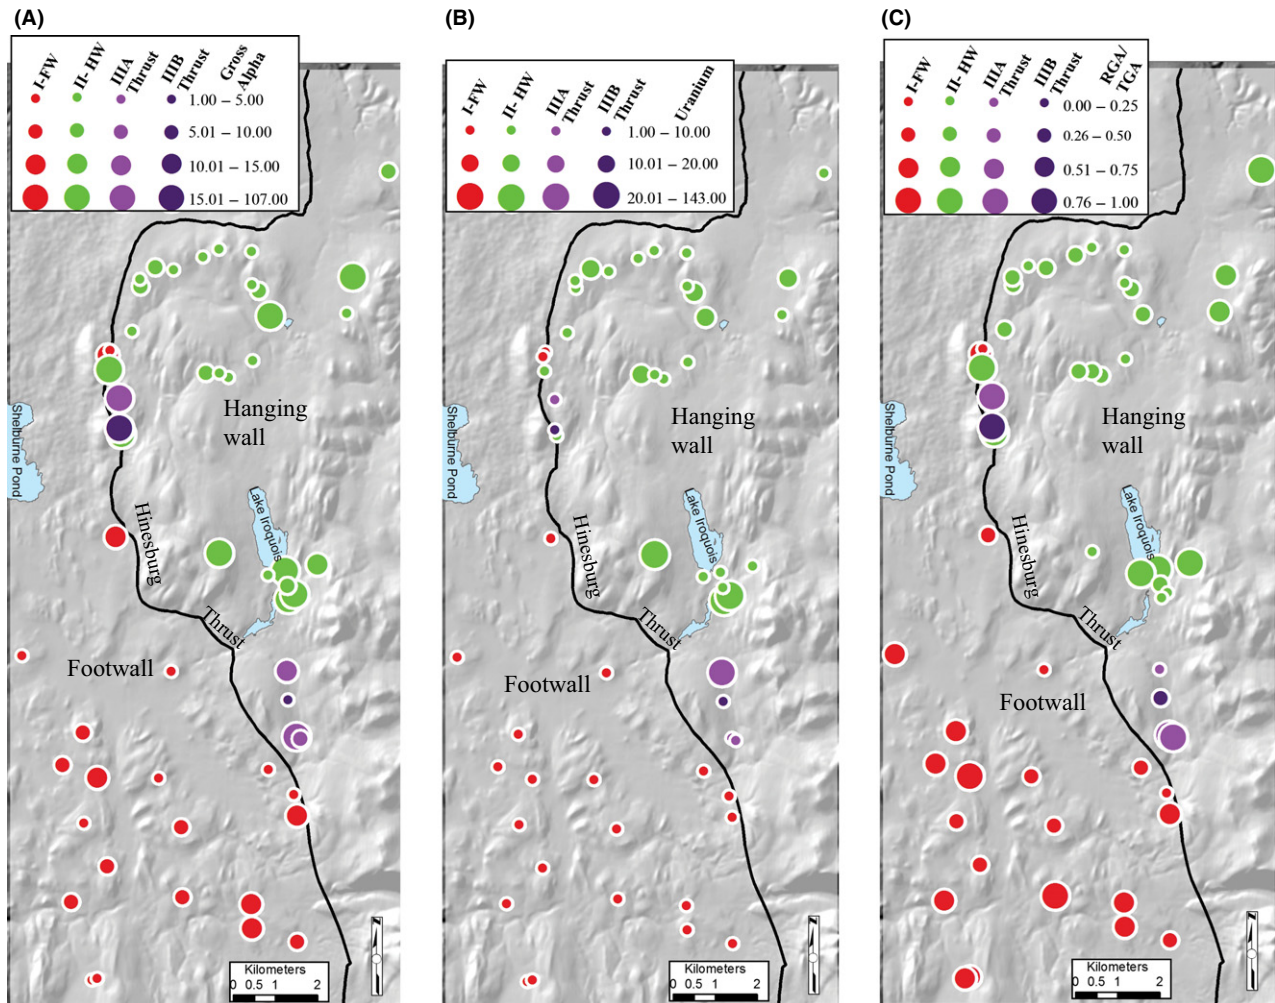 (A)
I-FW
II- HW
IIIA
Thrust
IIIB
Thrust
Gross
Alpha
1.00 – 5.00
5.01 – 10.00
10.01 – 15.00
15.01 – 107.00
Hanging
wall
Shelburne Pond
Lake Iroquois
Hinesburg
Thrust
Footwall
Kilometers
0 0.5 1 2
N
(B)
I-FW
II- HW
IIIA
Thrust
IIIB
Thrust
Uranium
1.00 – 10.00
10.01 – 20.00
20.01 – 143.00
Hanging
wall
Shelburne Pond
Lake Iroquois
Hinesburg
Thrust
Footwall
Kilometers
0 0.5 1 2
N
(C)
I-FW
II- HW
IIIA
Thrust
IIIB
Thrust
RGA/
TGA
0.00 – 0.25
0.26 – 0.50
0.51 – 0.75
0.76 – 1.00
Hanging
wall
Shelburne Pond
Lake Iroquois
Hinesburg
Thrust
Footwall
Kilometers
0 0.5 1 2
N